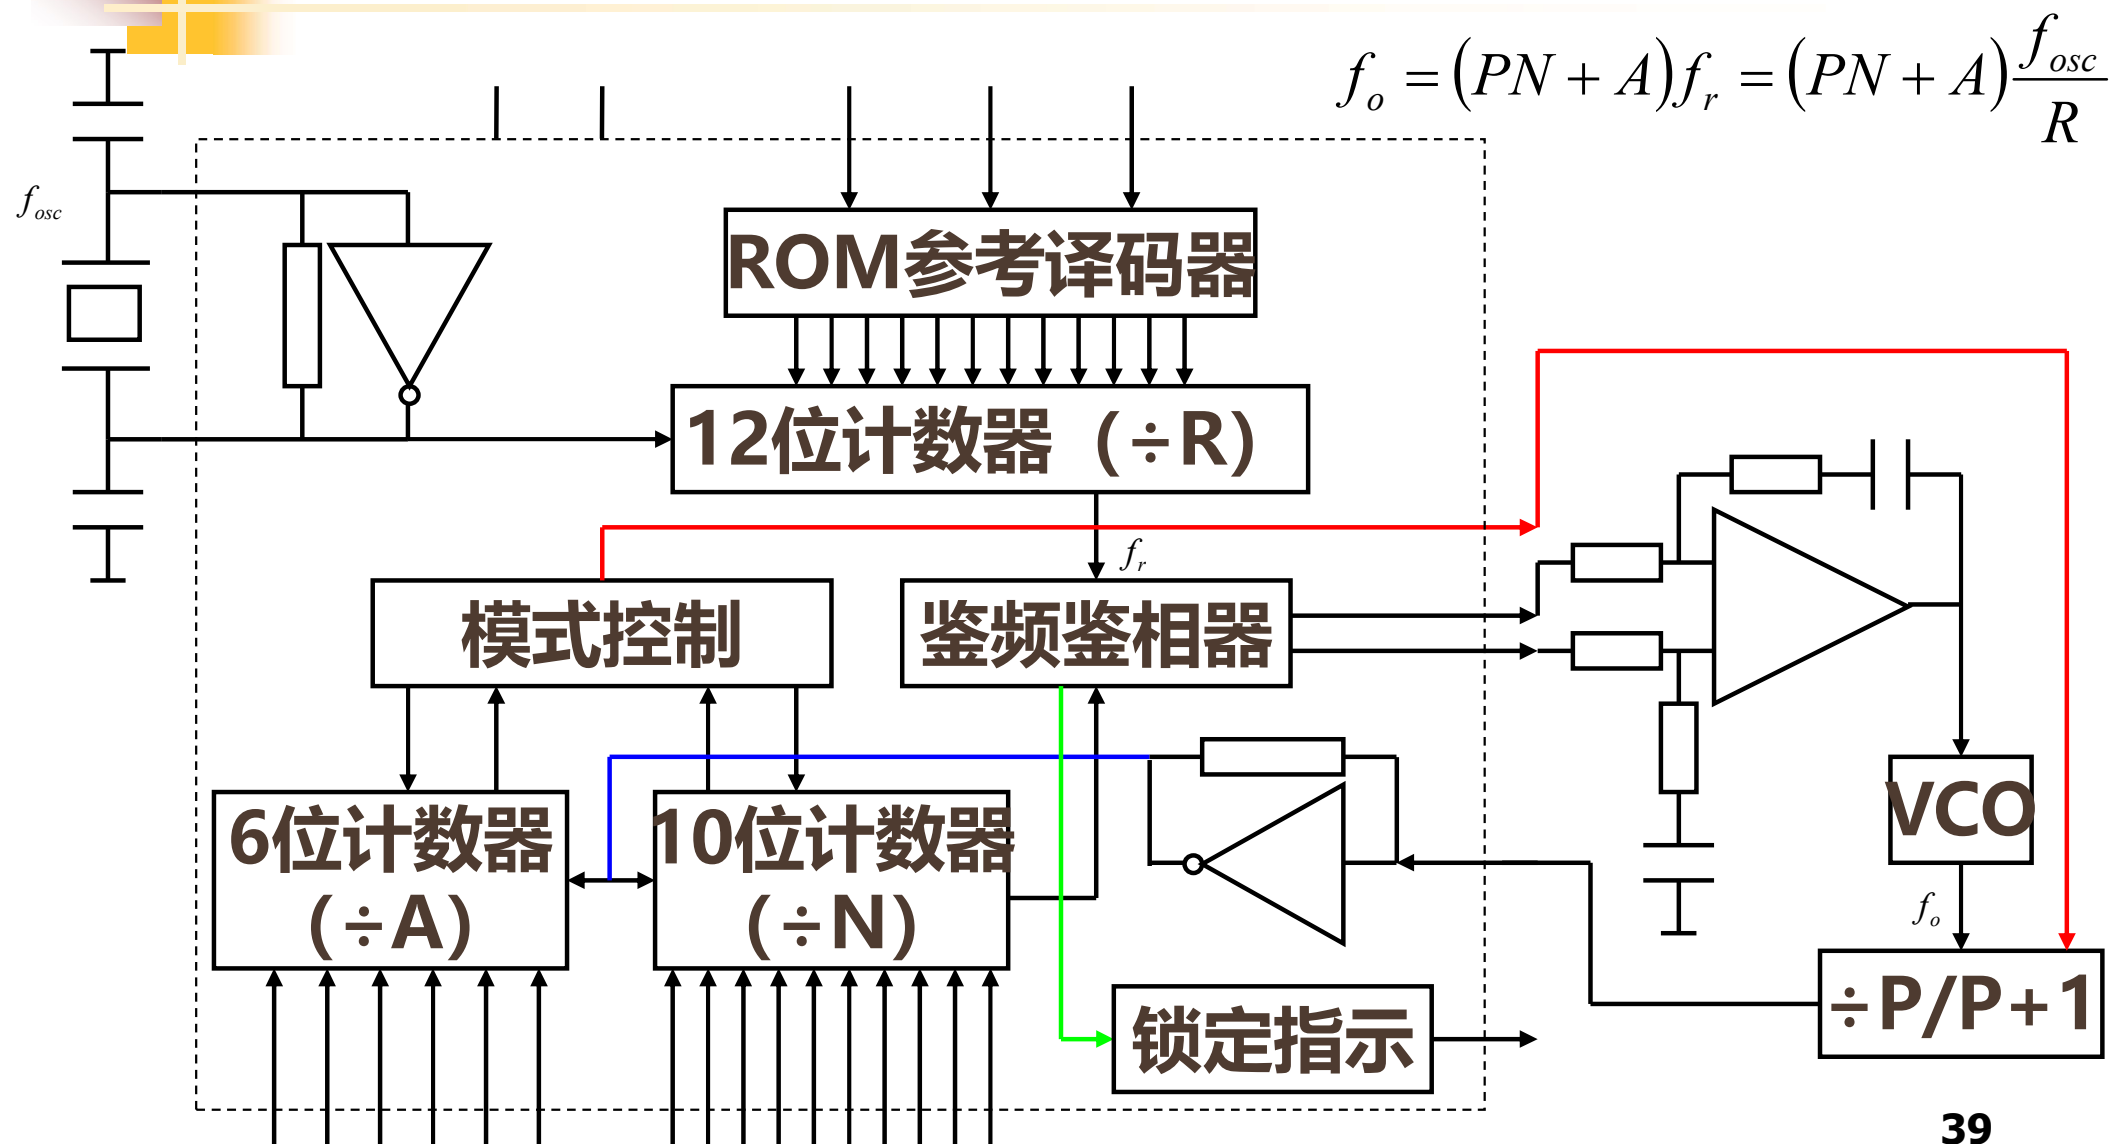 f_o = (PN + A)f_r = (PN + A) f_osc / R
f_osc
ROM参考译码器
12位计数器（÷R）
f_r
模式控制
鉴频鉴相器
6位计数器
（÷A）
10位计数器
（÷N）
VCO
f_o
÷P/P+1
锁定指示
39